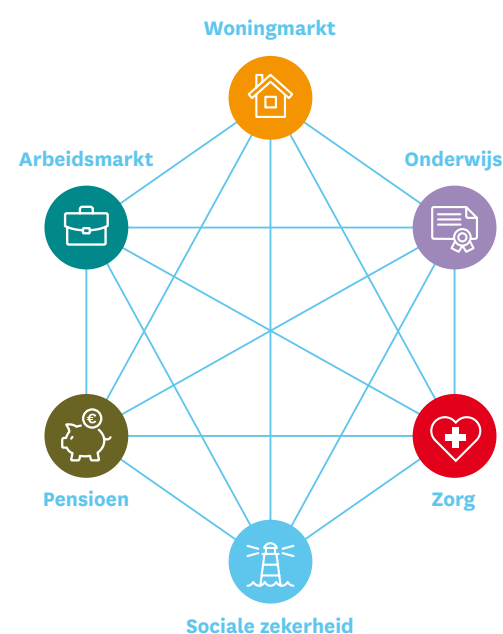 Woningmarkt
Arbeidsmarkt
Onderwijs
€
Pensioen
Zorg
Sociale zekerheid